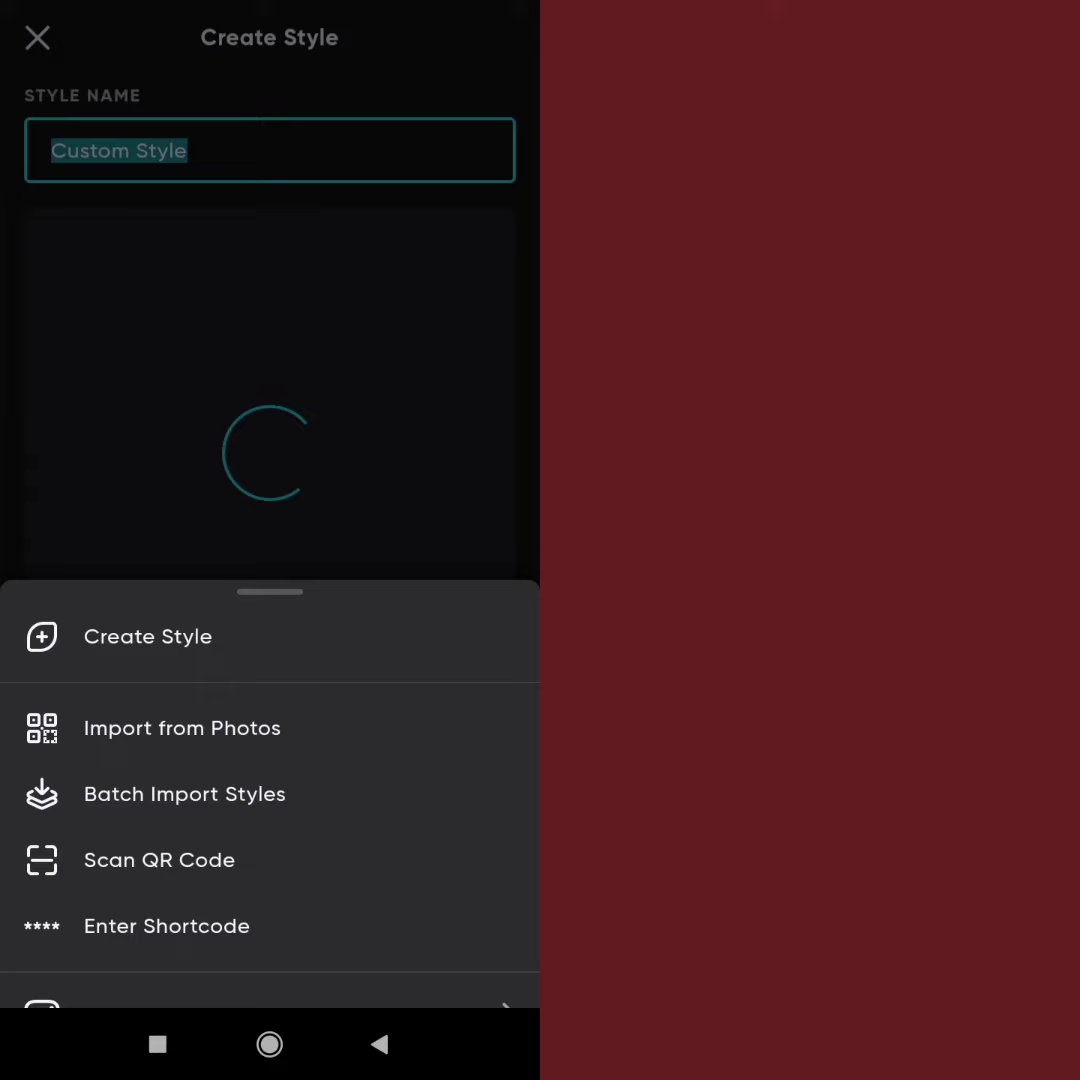 Create Style
STYLE NAME
Custom Style
Create Style
Import from Photos
Batch Import Styles
Scan QR Code
**** Enter Shortcode